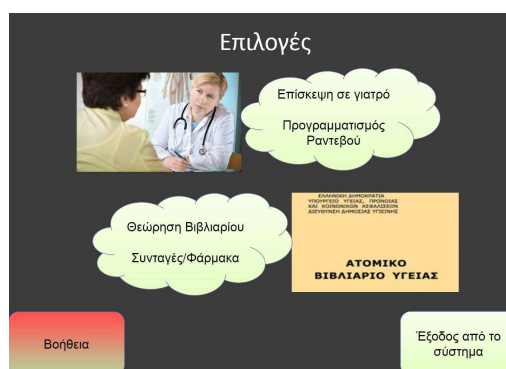 Επιλογές
Επίσκεψη σε γιατρό
Προγραμματισμός
Ραντεβού
Θεώρηση Βιβλιαρίου
Συνταγές/Φάρμακα
ΕΛΛΗΝΙΚΗ ΔΗΜΟΚΡΑΤΙΑ
ΥΠΟΥΡΓΕΙΟ ΥΓΕΙΑΣ, ΠΡΟΝΟΙΑΣ
ΚΑΙ ΚΟΙΝΩΝΙΚΩΝ ΑΣΦΑΛΙΣΕΩΝ
ΔΙΕΥΘΥΝΣΗ ΔΗΜΟΣΙΑΣ ΥΓΙΕΙΝΗΣ
ΑΤΟΜΙΚΟ
ΒΙΒΛΙΑΡΙΟ ΥΓΕΙΑΣ
Βοήθεια
Έξοδος από το
σύστημα